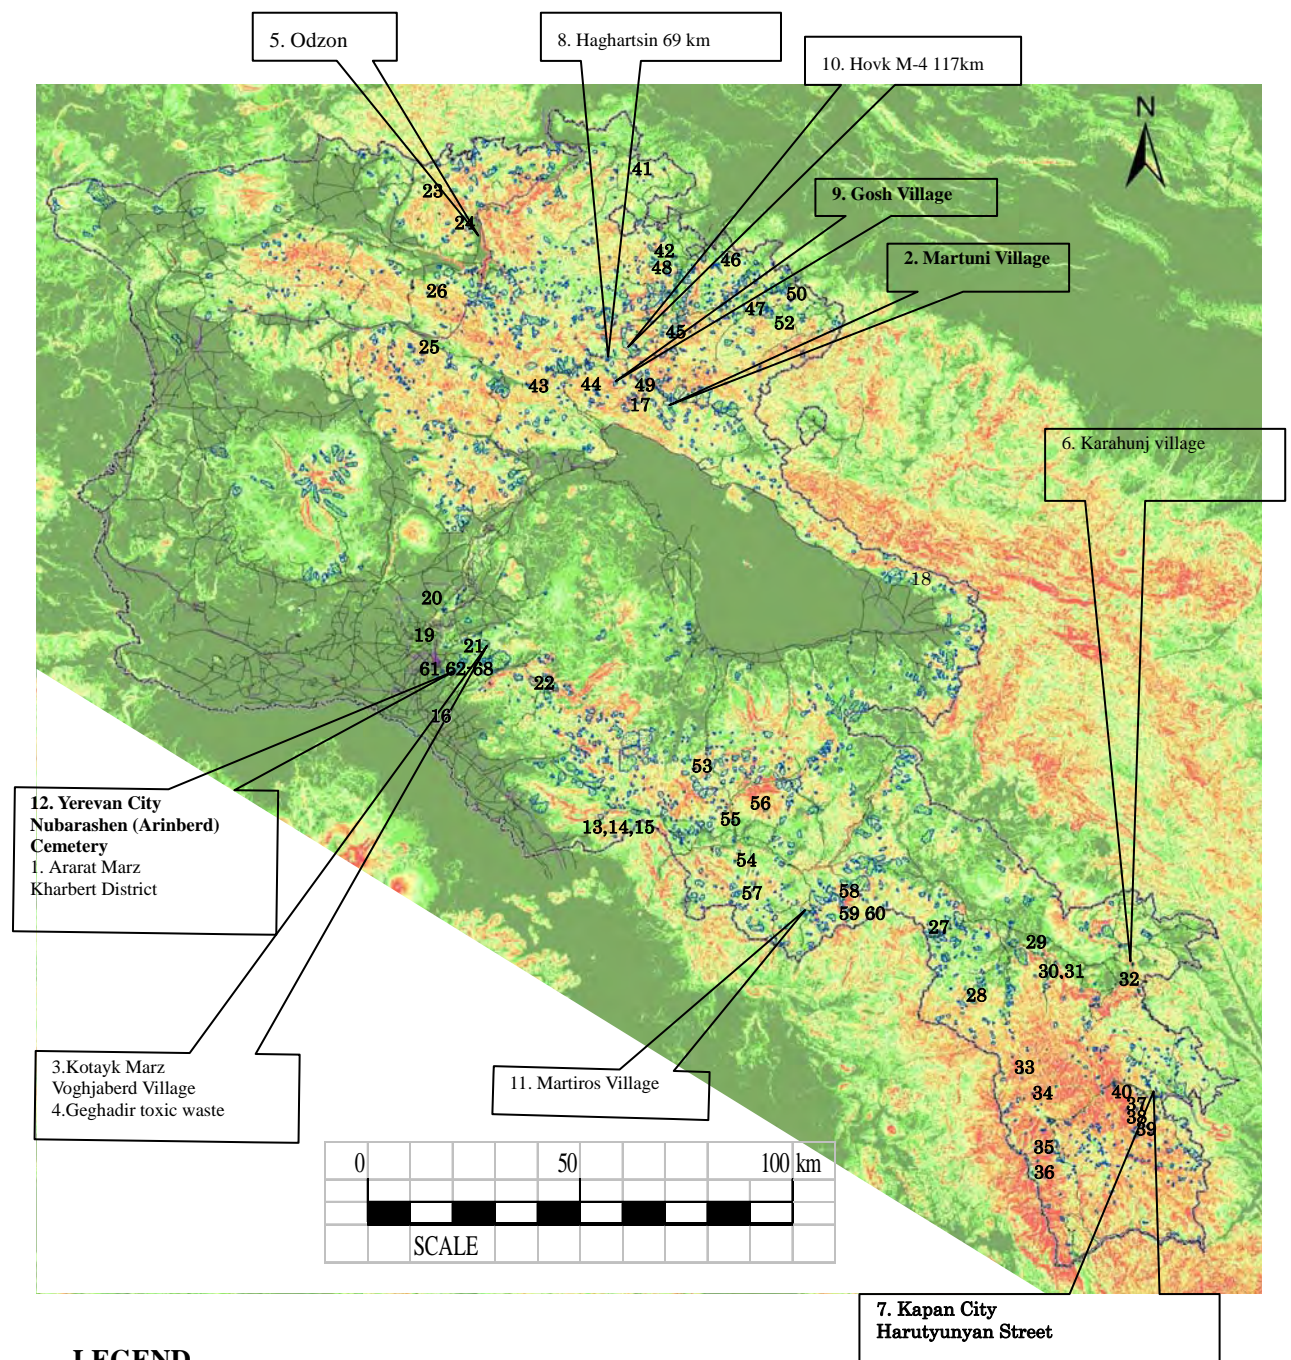 5. Odzon
8. Haghartsin 69 km
10. Hovk M-4 117km
N
41
9. Gosh Village
23
24
42
48
46
2. Martuni Village
26
50
47
52
45
25
43
44
49
17
6. Karahunj village
18
20
19
21
61,62-68
22
16
53
56
12. Yerevan City
Nubarashen (Arinberd)
Cemetery
1. Ararat Marz
Kharbert District
13,14,15
55
54
57
58
59 60
27
29
30,31
32
28
3.Kotayk Marz
Voghjaberd Village
4.Geghadir toxic waste
11. Martiros Village
33
34
40
37
38
39
35
36
0 50 100 km
SCALE
7. Kapan City
Harutyunyan Street
LEGEND